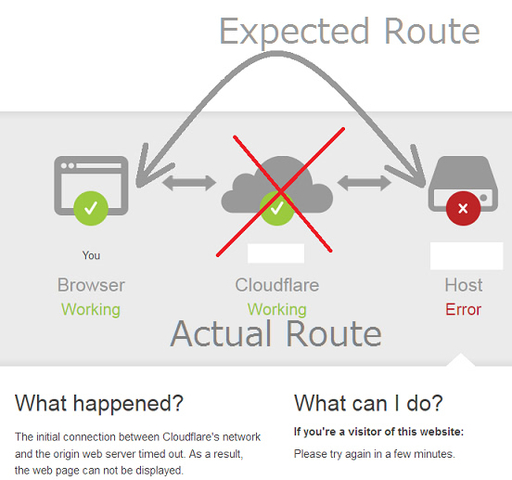 Expected Route
You
Browser
Working
Cloudflare
Working
Host
Error
Actual Route
What happened?
The initial connection between Cloudflare's network
and the origin web server timed out. As a result,
the web page can not be displayed.
What can I do?
If you're a visitor of this website:
Please try again in a few minutes.